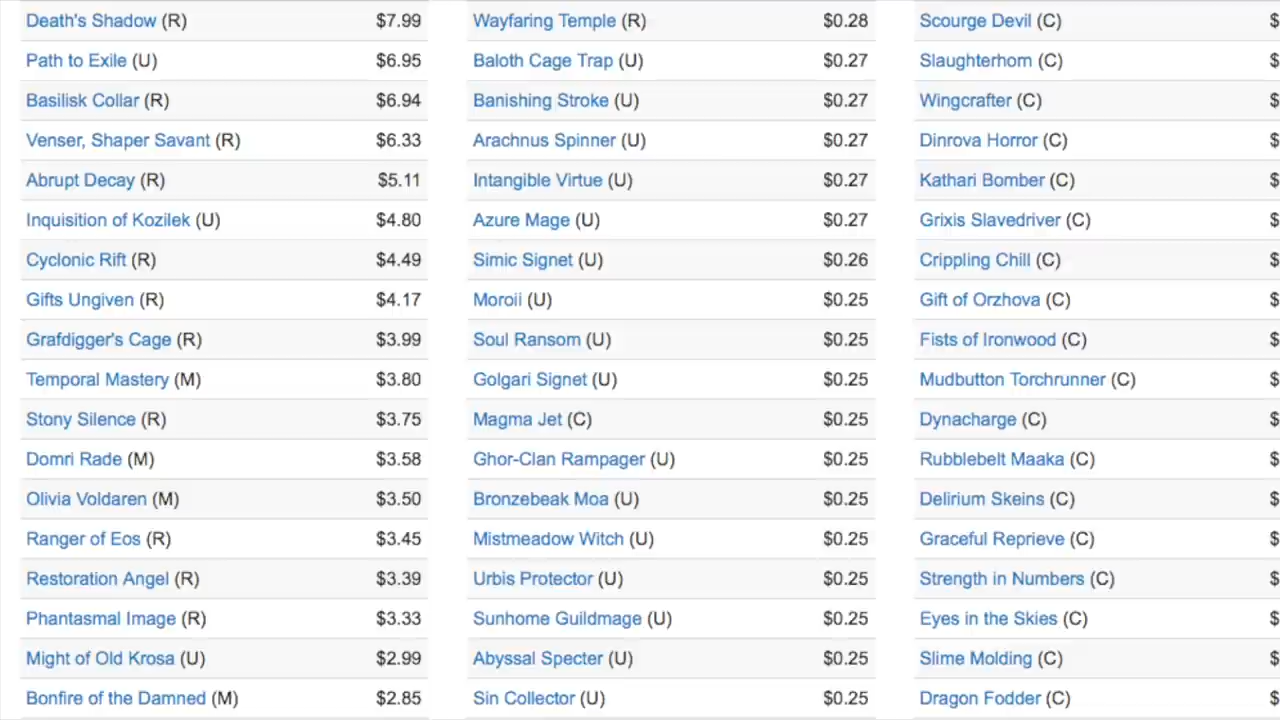 Death's Shadow (R) $7.99
Path to Exile (U) $6.95
Basilisk Collar (R) $6.94
Venser, Shaper Savant (R) $6.33
Abrupt Decay (R) $5.11
Inquisition of Kozilek (U) $4.80
Cyclonic Rift (R) $4.49
Gifts Ungiven (R) $4.17
Grafdigger's Cage (R) $3.99
Temporal Mastery (M) $3.80
Stony Silence (R) $3.75
Domri Rade (M) $3.58
Olivia Voldaren (M) $3.50
Ranger of Eos (R) $3.45
Restoration Angel (R) $3.39
Phantasmal Image (R) $3.33
Might of Old Krosa (U) $2.99
Bonfire of the Damned (M) $2.85
Wayfaring Temple (R) $0.28
Baloth Cage Trap (U) $0.27
Banishing Stroke (U) $0.27
Arachnus Spinner (U) $0.27
Intangible Virtue (U) $0.27
Azure Mage (U) $0.27
Simic Signet (U) $0.26
Moroii (U) $0.25
Soul Ransom (U) $0.25
Golgari Signet (U) $0.25
Magma Jet (C) $0.25
Ghor-Clan Rampager (U) $0.25
Bronzebeak Moa (U) $0.25
Mistmeadow Witch (U) $0.25
Urbis Protector (U) $0.25
Sunhome Guildmage (U) $0.25
Abyssal Specter (U) $0.25
Sin Collector (U) $0.25
Scourge Devil (C) $
Slaughterhorn (C) $
Wingcrafter (C) $
Dinrova Horror (C) $
Kathari Bomber (C) $
Grixis Slavedriver (C) $
Crippling Chill (C) $
Gift of Orzhova (C) $
Fists of Ironwood (C) $
Mudbutton Torchrunner (C) $
Dynacharge (C) $
Rubblebelt Maaka (C) $
Delirium Skeins (C) $
Graceful Reprieve (C) $
Strength in Numbers (C) $
Eyes in the Skies (C) $
Slime Molding (C) $
Dragon Fodder (C) $